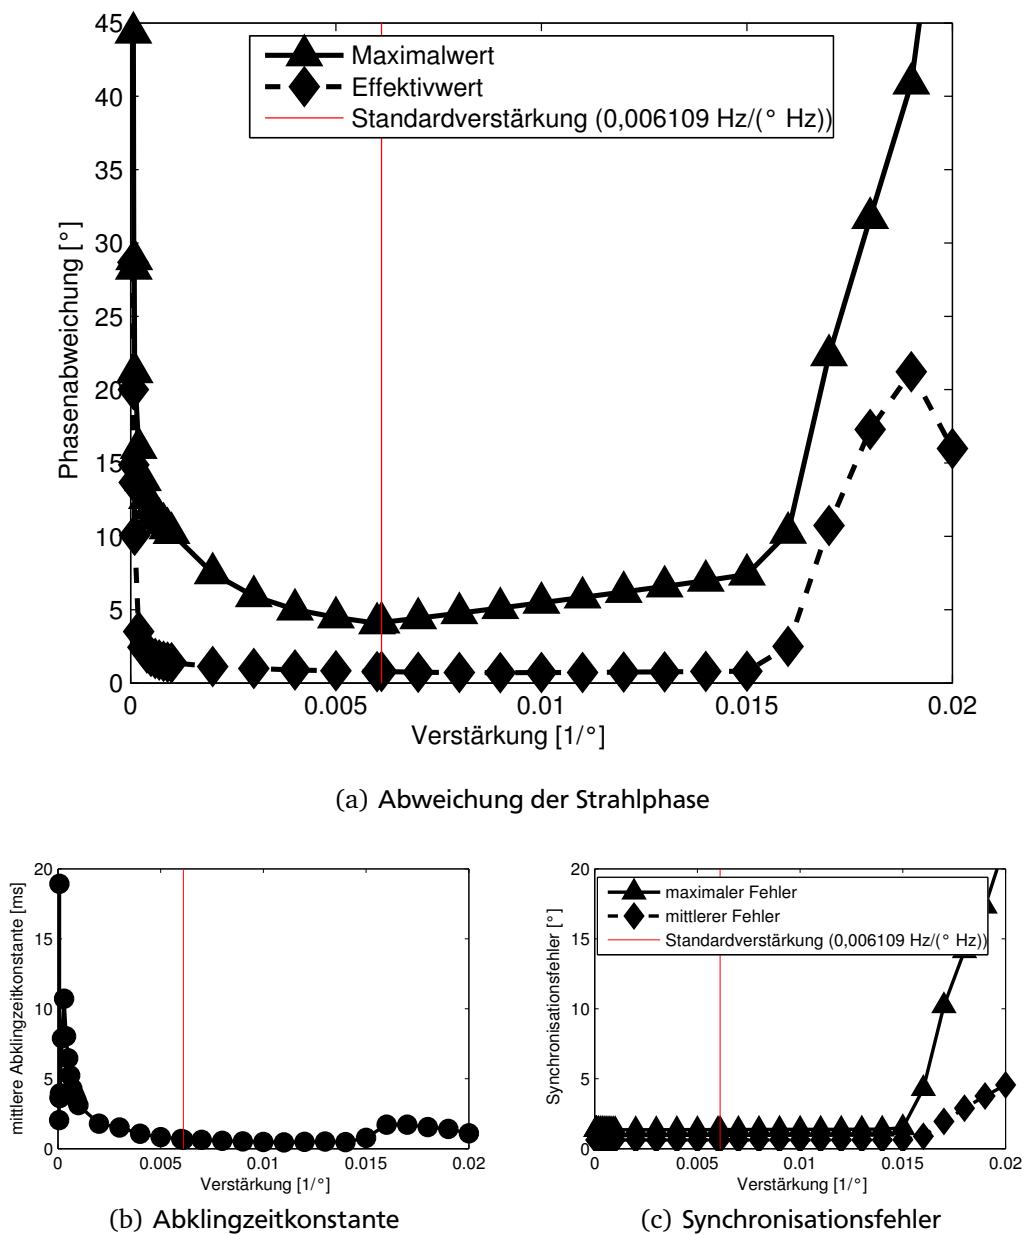 45
40
35
30
25
20
15
10
5
0
Phasenabweichung [°]
Maximalwert
Effektivwert
Standardverstärkung (0,006109 Hz/(° Hz))
0 0.005 0.01 0.015 0.02
Verstärkung [1/°]
(a) Abweichung der Strahlphase
20
15
10
5
0
mittlere Abklingzeitkonstante [ms]
0 0.005 0.01 0.015 0.02
Verstärkung [1/°]
(b) Abklingzeitkonstante
20
15
10
5
0
Synchronisationsfehler [°]
maximaler Fehler
mittlerer Fehler
Standardverstärkung (0,006109 Hz/(° Hz))
0 0.005 0.01 0.015 0.02
Verstärkung [1/°]
(c) Synchronisationsfehler